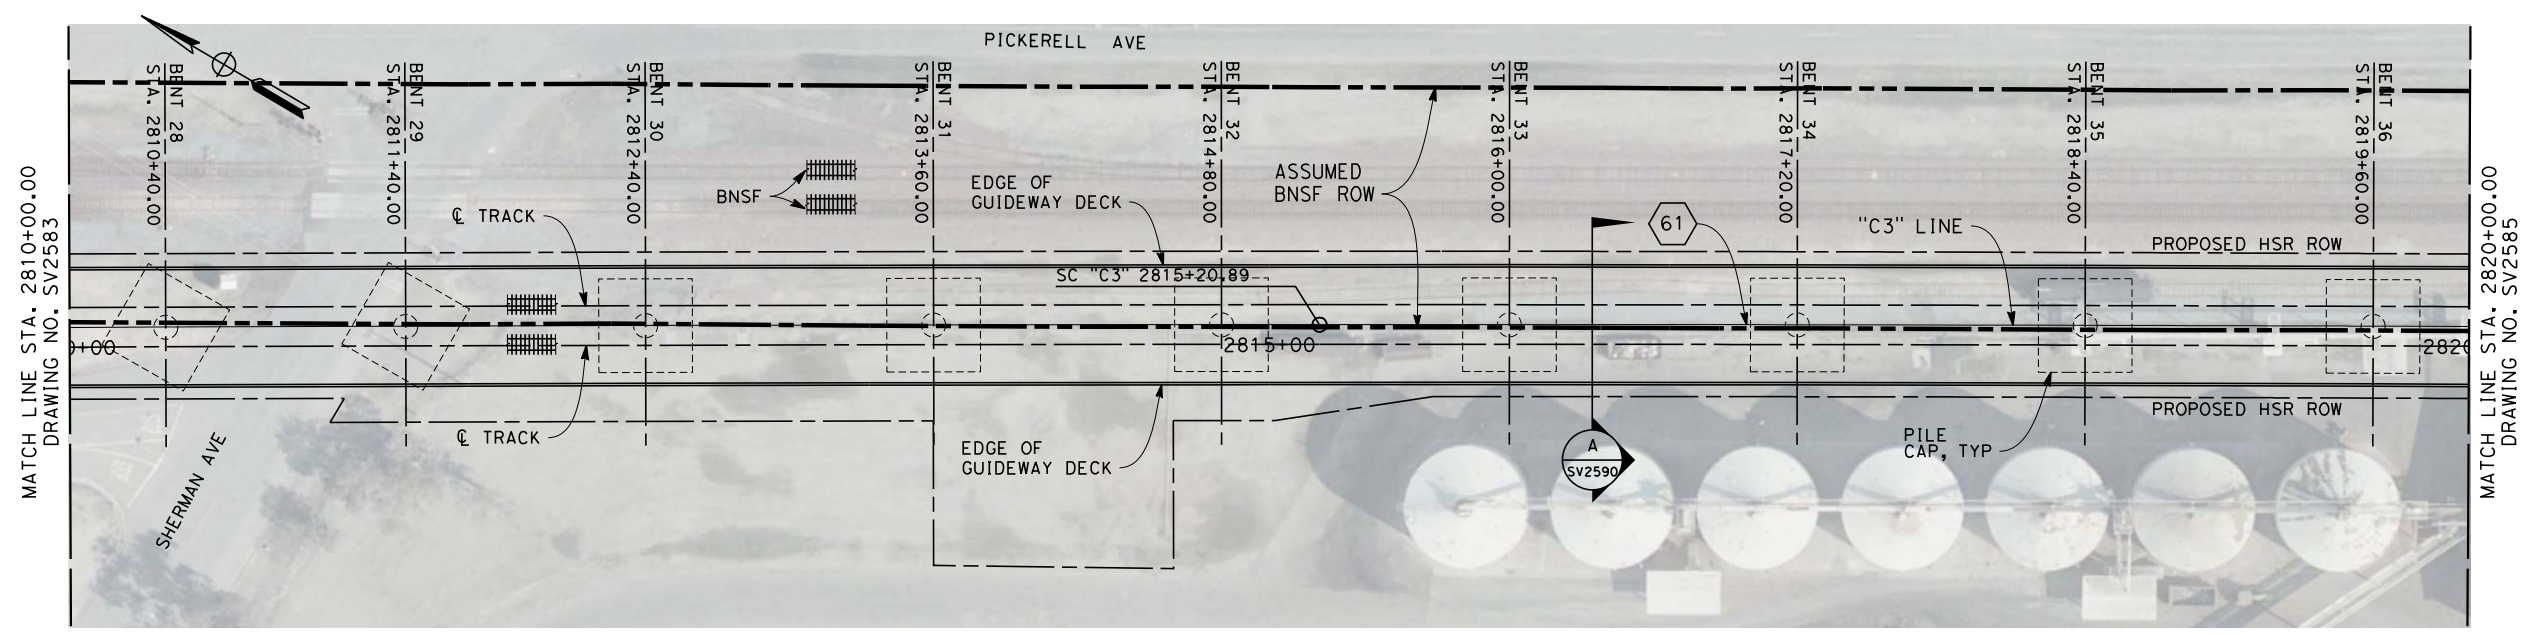 PICKERELL AVE
BENT 28
STA. 2810+40.00
BENT 29
STA. 2811+40.00
BENT 30
STA. 2812+40.00
BENT 31
STA. 2813+60.00
BENT 32
STA. 2814+80.00
BENT 33
STA. 2816+00.00
BENT 34
STA. 2817+20.00
BENT 35
STA. 2818+40.00
BENT 36
STA. 2819+60.00
MATCH LINE STA. 2810+00.00
DRAWING NO. SV2583
℄ TRACK
BNSF
EDGE OF
GUIDEWAY DECK
ASSUMED
BNSF ROW
61
"C3" LINE
PROPOSED HSR ROW
SC "C3" 2815+20.89
0+00
2815+00
2820
℄ TRACK
EDGE OF
GUIDEWAY DECK
A
SV2590
PILE
CAP, TYP
PROPOSED HSR ROW
SHERMAN AVE
MATCH LINE STA. 2820+00.00
DRAWING NO. SV2585